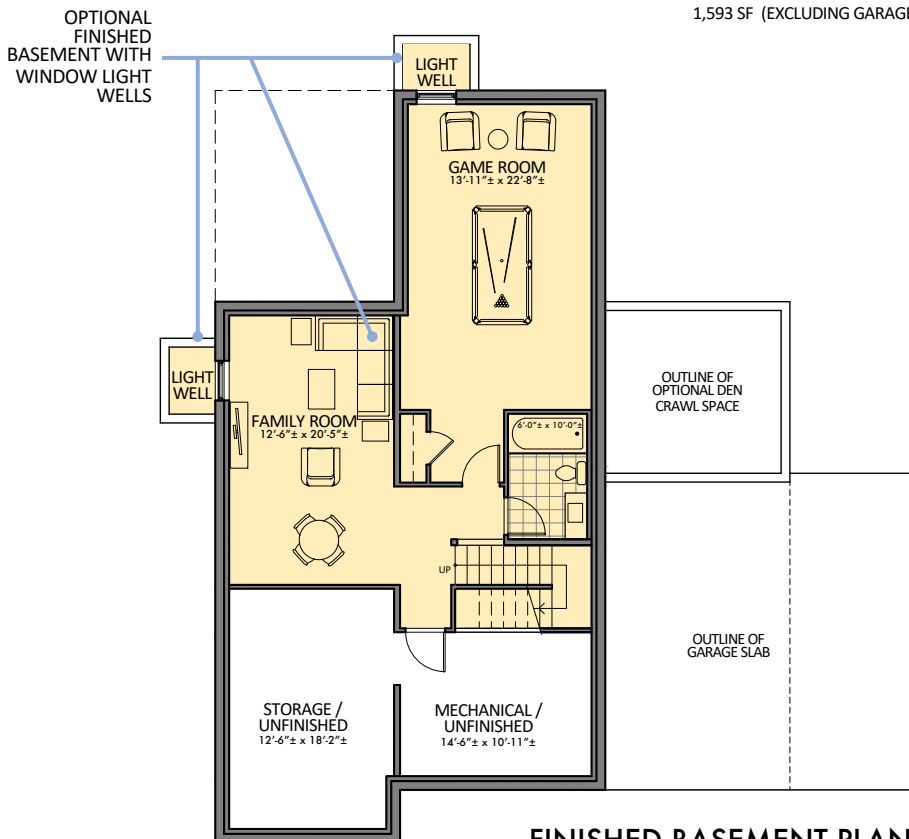 1,593 SF (EXCLUDING GARAGE
OPTIONAL
FINISHED
BASEMENT WITH
WINDOW LIGHT
WELLS
LIGHT
WELL
GAME ROOM
13'-11"± x 22'-8"±
LIGHT
WELL
FAMILY ROOM
12'-6"± x 20'-5"±
6'-0"± x 10'-0"±
OUTLINE OF
OPTIONAL DEN
CRAWL SPACE
UP
OUTLINE OF
GARAGE SLAB
STORAGE /
UNFINISHED
12'-6"± x 18'-2"±
MECHANICAL /
UNFINISHED
14'-6"± x 10'-11"±
FINISHED BASEMENT PLAN